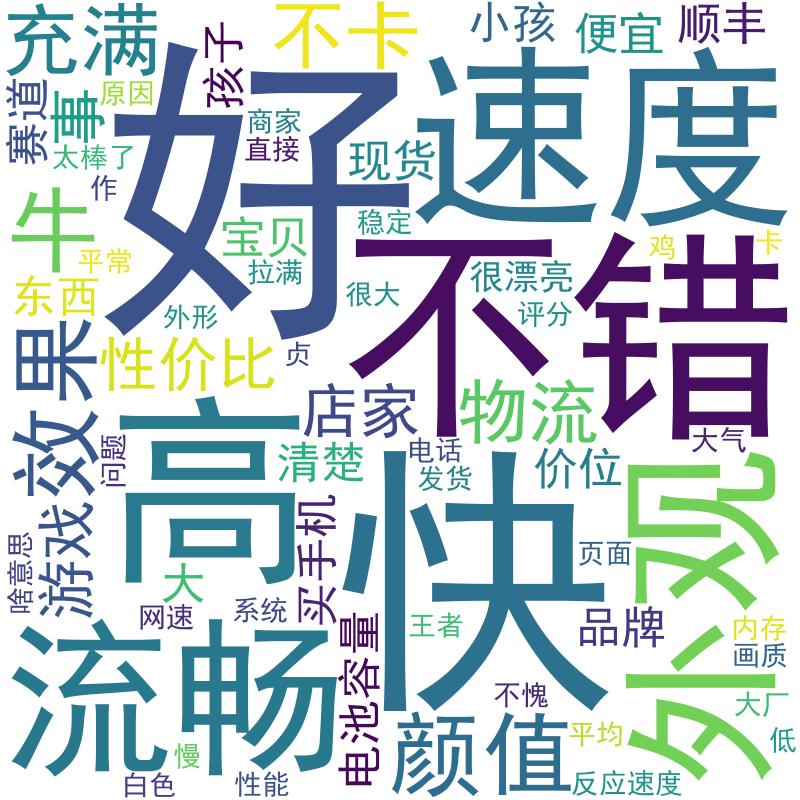 充满
孩子
不卡
小孩
便宜
顺丰
好
速度
赛道
事
原因
太棒了
作
商家
直接
现货
牛
平常
宝贝
拉满
稳定
很大
不错
很漂亮
评分
鸡
卡
东西
外形
效果
性价比
贞
店家
物流
高
快
清楚
电话
发货
价位
大气
外观
问题
游戏
啥意思
大
网速
系统
买手机
页面
流畅
电池容量
王者
品牌
内存
画质
不愧
大厂
颜值
平均
低
慢
白色
性能
反应速度